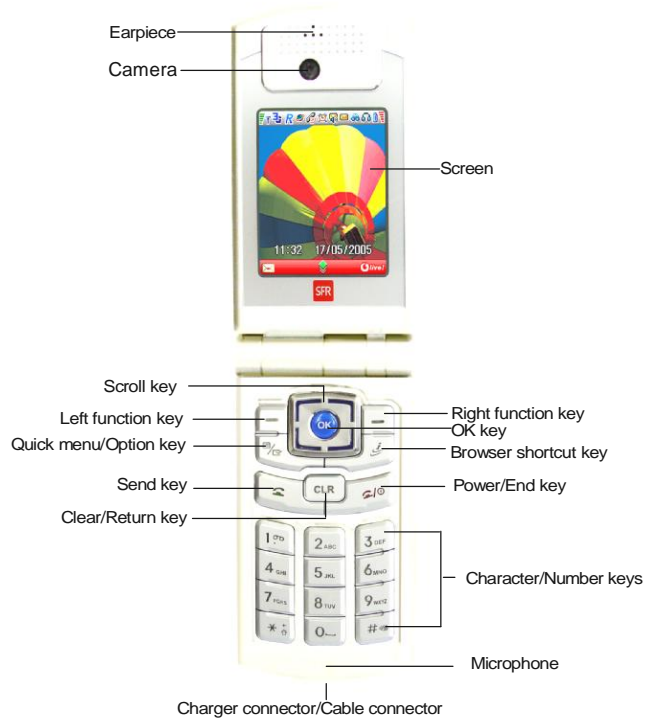 Earpiece
Camera
Screen
11:32 17/05/2005
live!
SFR
Scroll key
Left function key
Right function key
OK
OK key
Quick menu/Option key
Browser shortcut key
Send key
CLR
Power/End key
Clear/Return key
1
2 ABC
3 DEF
4 GHI
5 JKL
6 MNO
Character/Number keys
7 PQRS
8 TUV
9 WXYZ
*
0
#
Microphone
Charger connector/Cable connector